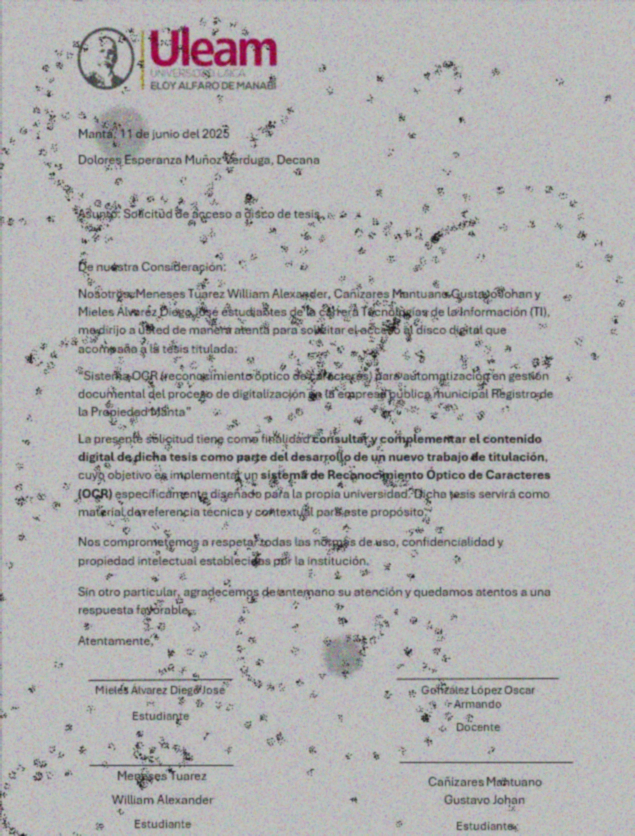 Uleam
UNIVERSIDAD LAICA
ELOY ALFARO DE MANABÍ
Manta, 11 de junio del 2025
Dolores Esperanza Muñoz Verduga, Decana
Asunto: Solicitud de acceso a disco de tesis.
De nuestra Consideración:
Nosotros, Meneses Tuarez William Alexander, Cañizares Mantuano Gustavo Johan y
Mieles Álvarez Diego José estudiantes de la carrera Tecnologías de la Información (TI),
me dirijo a usted de manera atenta para solicitar el acceso al disco digital que
acompaña a la tesis titulada:
"Sistema OCR (reconocimiento óptico de caracteres) para automatización en gestión
documental del proceso de digitalización en la empresa pública municipal Registro de
la Propiedad Manta"
La presente solicitud tiene como finalidad consultar y complementar el contenido
digital de dicha tesis como parte del desarrollo de un nuevo trabajo de titulación,
cuyo objetivo es implementar un sistema de Reconocimiento Óptico de Caracteres
(OCR) específicamente diseñado para la propia universidad. Dicha tesis servirá como
material de referencia técnica y contextual para este propósito.
Nos comprometemos a respetar todas las normas de uso, confidencialidad y
propiedad intelectual establecidas por la institución.
Sin otro particular, agradecemos de antemano su atención y quedamos atentos a una
respuesta favorable.
Atentamente,
Mieles Álvarez Diego José
Estudiante
González López Oscar
Armando
Docente
Meneses Tuarez
William Alexander
Estudiante
Cañizares Mantuano
Gustavo Johan
Estudiante